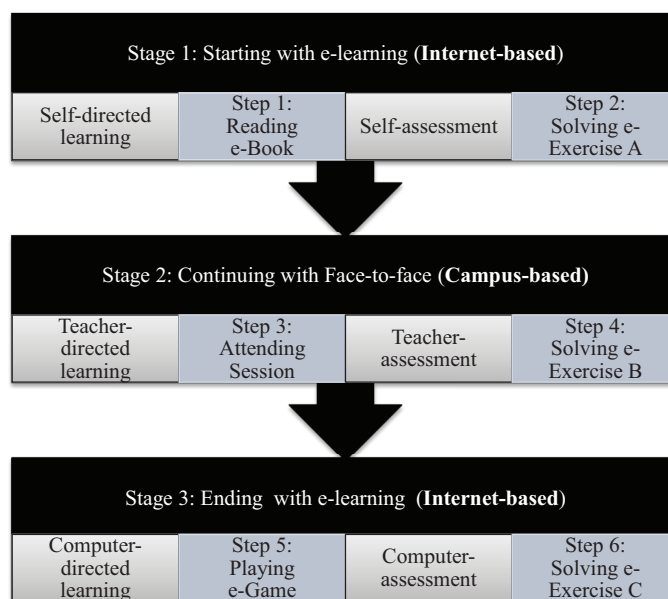 Stage 1: Starting with e-learning (Internet-based)
Self-directed
learning
Step 1:
Reading
e-Book
Self-assessment
Step 2:
Solving e-
Exercise A
Stage 2: Continuing with Face-to-face (Campus-based)
Teacher-
directed
learning
Step 3:
Attending
Session
Teacher-
assessment
Step 4:
Solving e-
Exercise B
Stage 3: Ending with e-learning (Internet-based)
Computer-
directed
learning
Step 5:
Playing
e-Game
Computer-
assessment
Step 6:
Solving e-
Exercise C